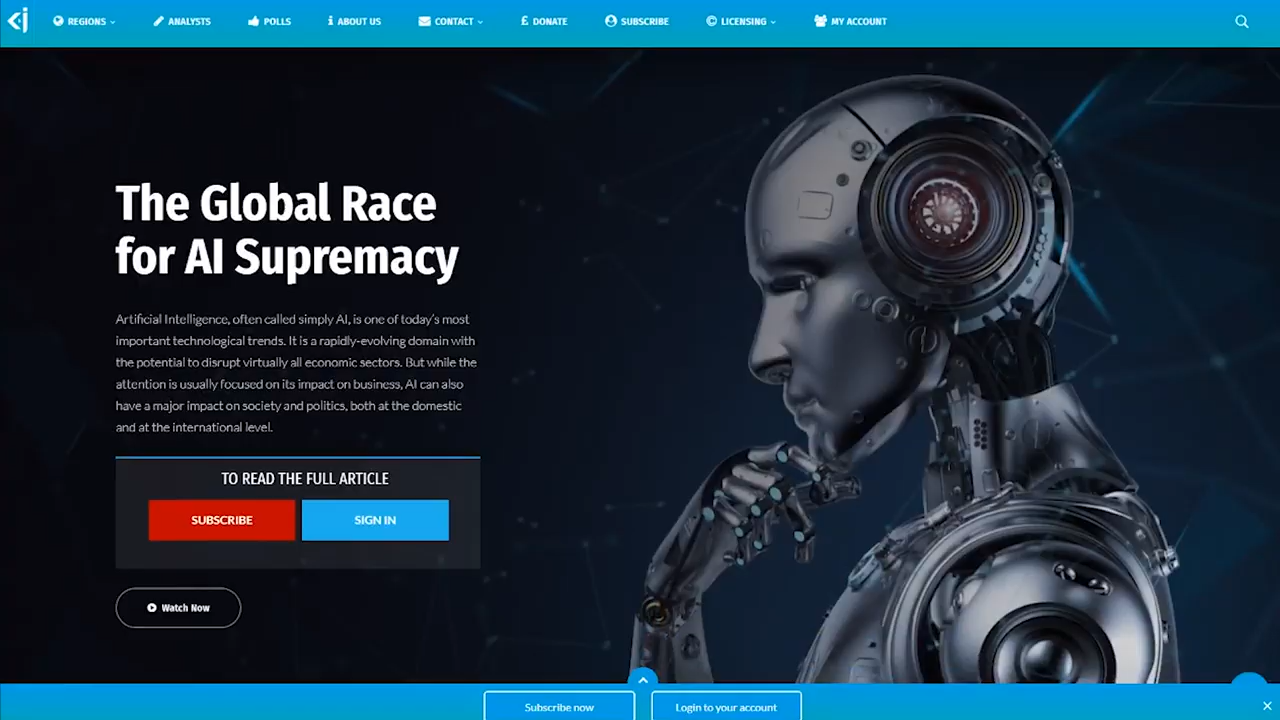 REGIONS
ANALYSTS
POLLS
ABOUT US
CONTACT
£ DONATE
SUBSCRIBE
© LICENSING
MY ACCOUNT
The Global Race
for AI Supremacy
Artificial Intelligence, often called simply AI, is one of today's most
important technological trends. It is a rapidly-evolving domain with
the potential to disrupt virtually all economic sectors. But while the
attention is usually focused on its impact on business, AI can also
have a major impact on society and politics, both at the domestic
and at the international level.
TO READ THE FULL ARTICLE
SUBSCRIBE
SIGN IN
Watch Now
Subscribe now
Login to your account